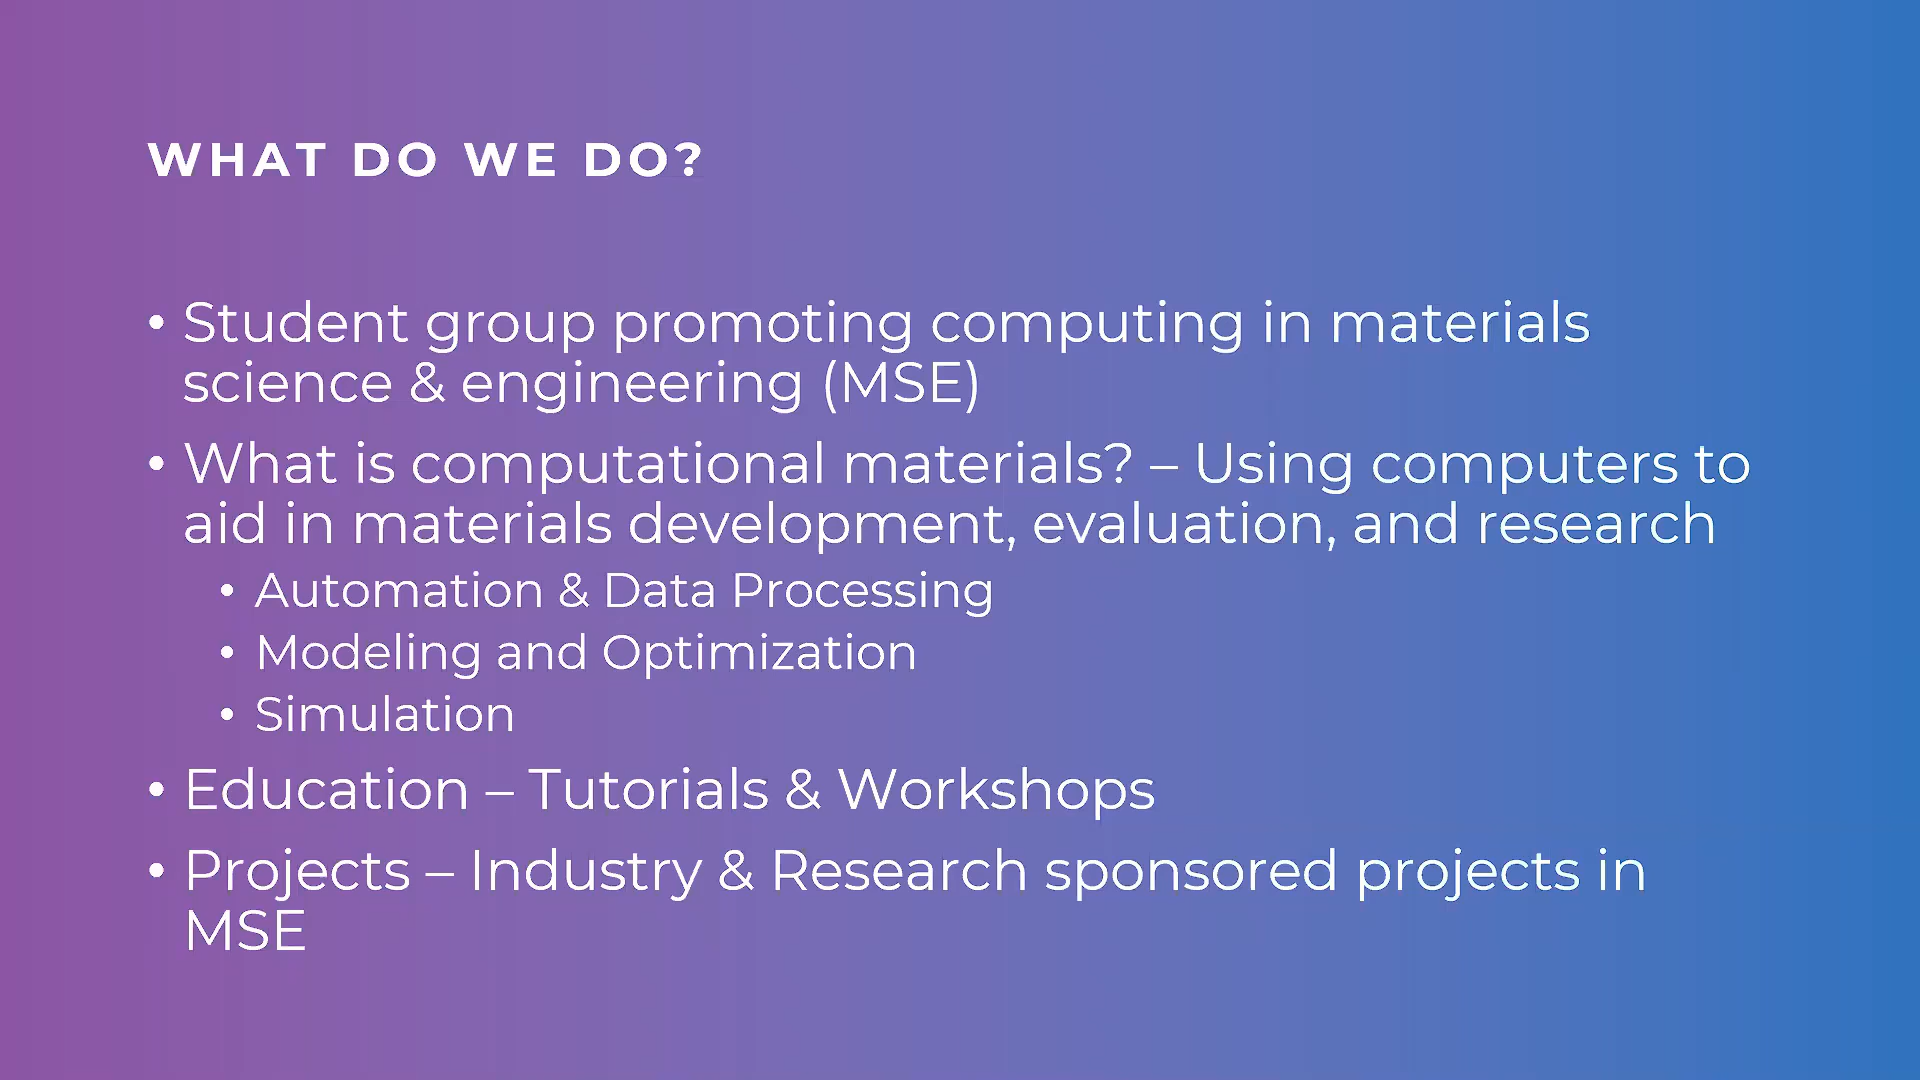 WHAT DO WE DO?
• Student group promoting computing in materials
science & engineering (MSE)
• What is computational materials? – Using computers to
aid in materials development, evaluation, and research
• Automation & Data Processing
• Modeling and Optimization
• Simulation
• Education – Tutorials & Workshops
• Projects – Industry & Research sponsored projects in
MSE